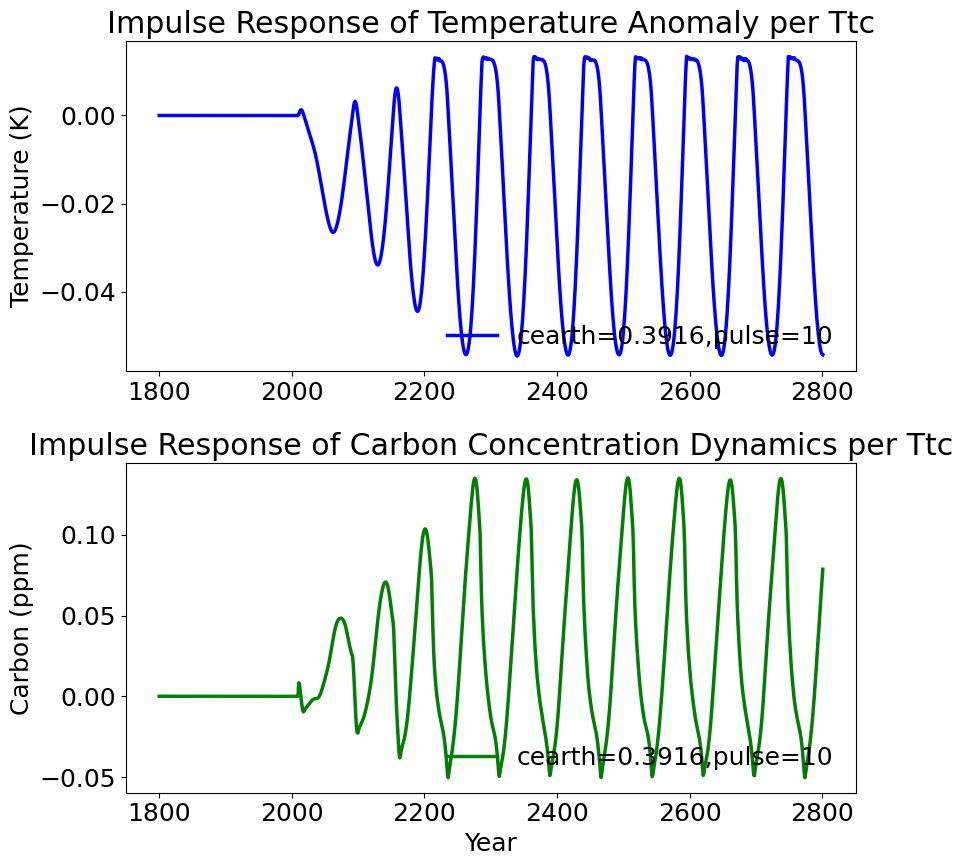 Impulse Response of Temperature Anomaly per Ttc
Temperature (K)
0.00
−0.02
−0.04
cearth=0.3916,pulse=10
1800 2000 2200 2400 2600 2800
Impulse Response of Carbon Concentration Dynamics per Ttc
Carbon (ppm)
0.10
0.05
0.00
−0.05
cearth=0.3916,pulse=10
1800 2000 2200 2400 2600 2800
Year